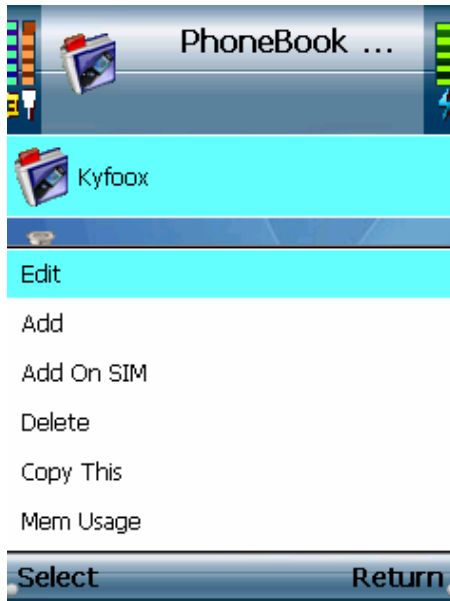 PhoneBook ...
Kyfoox
Edit
Add
Add On SIM
Delete
Copy This
Mem Usage
Select Return